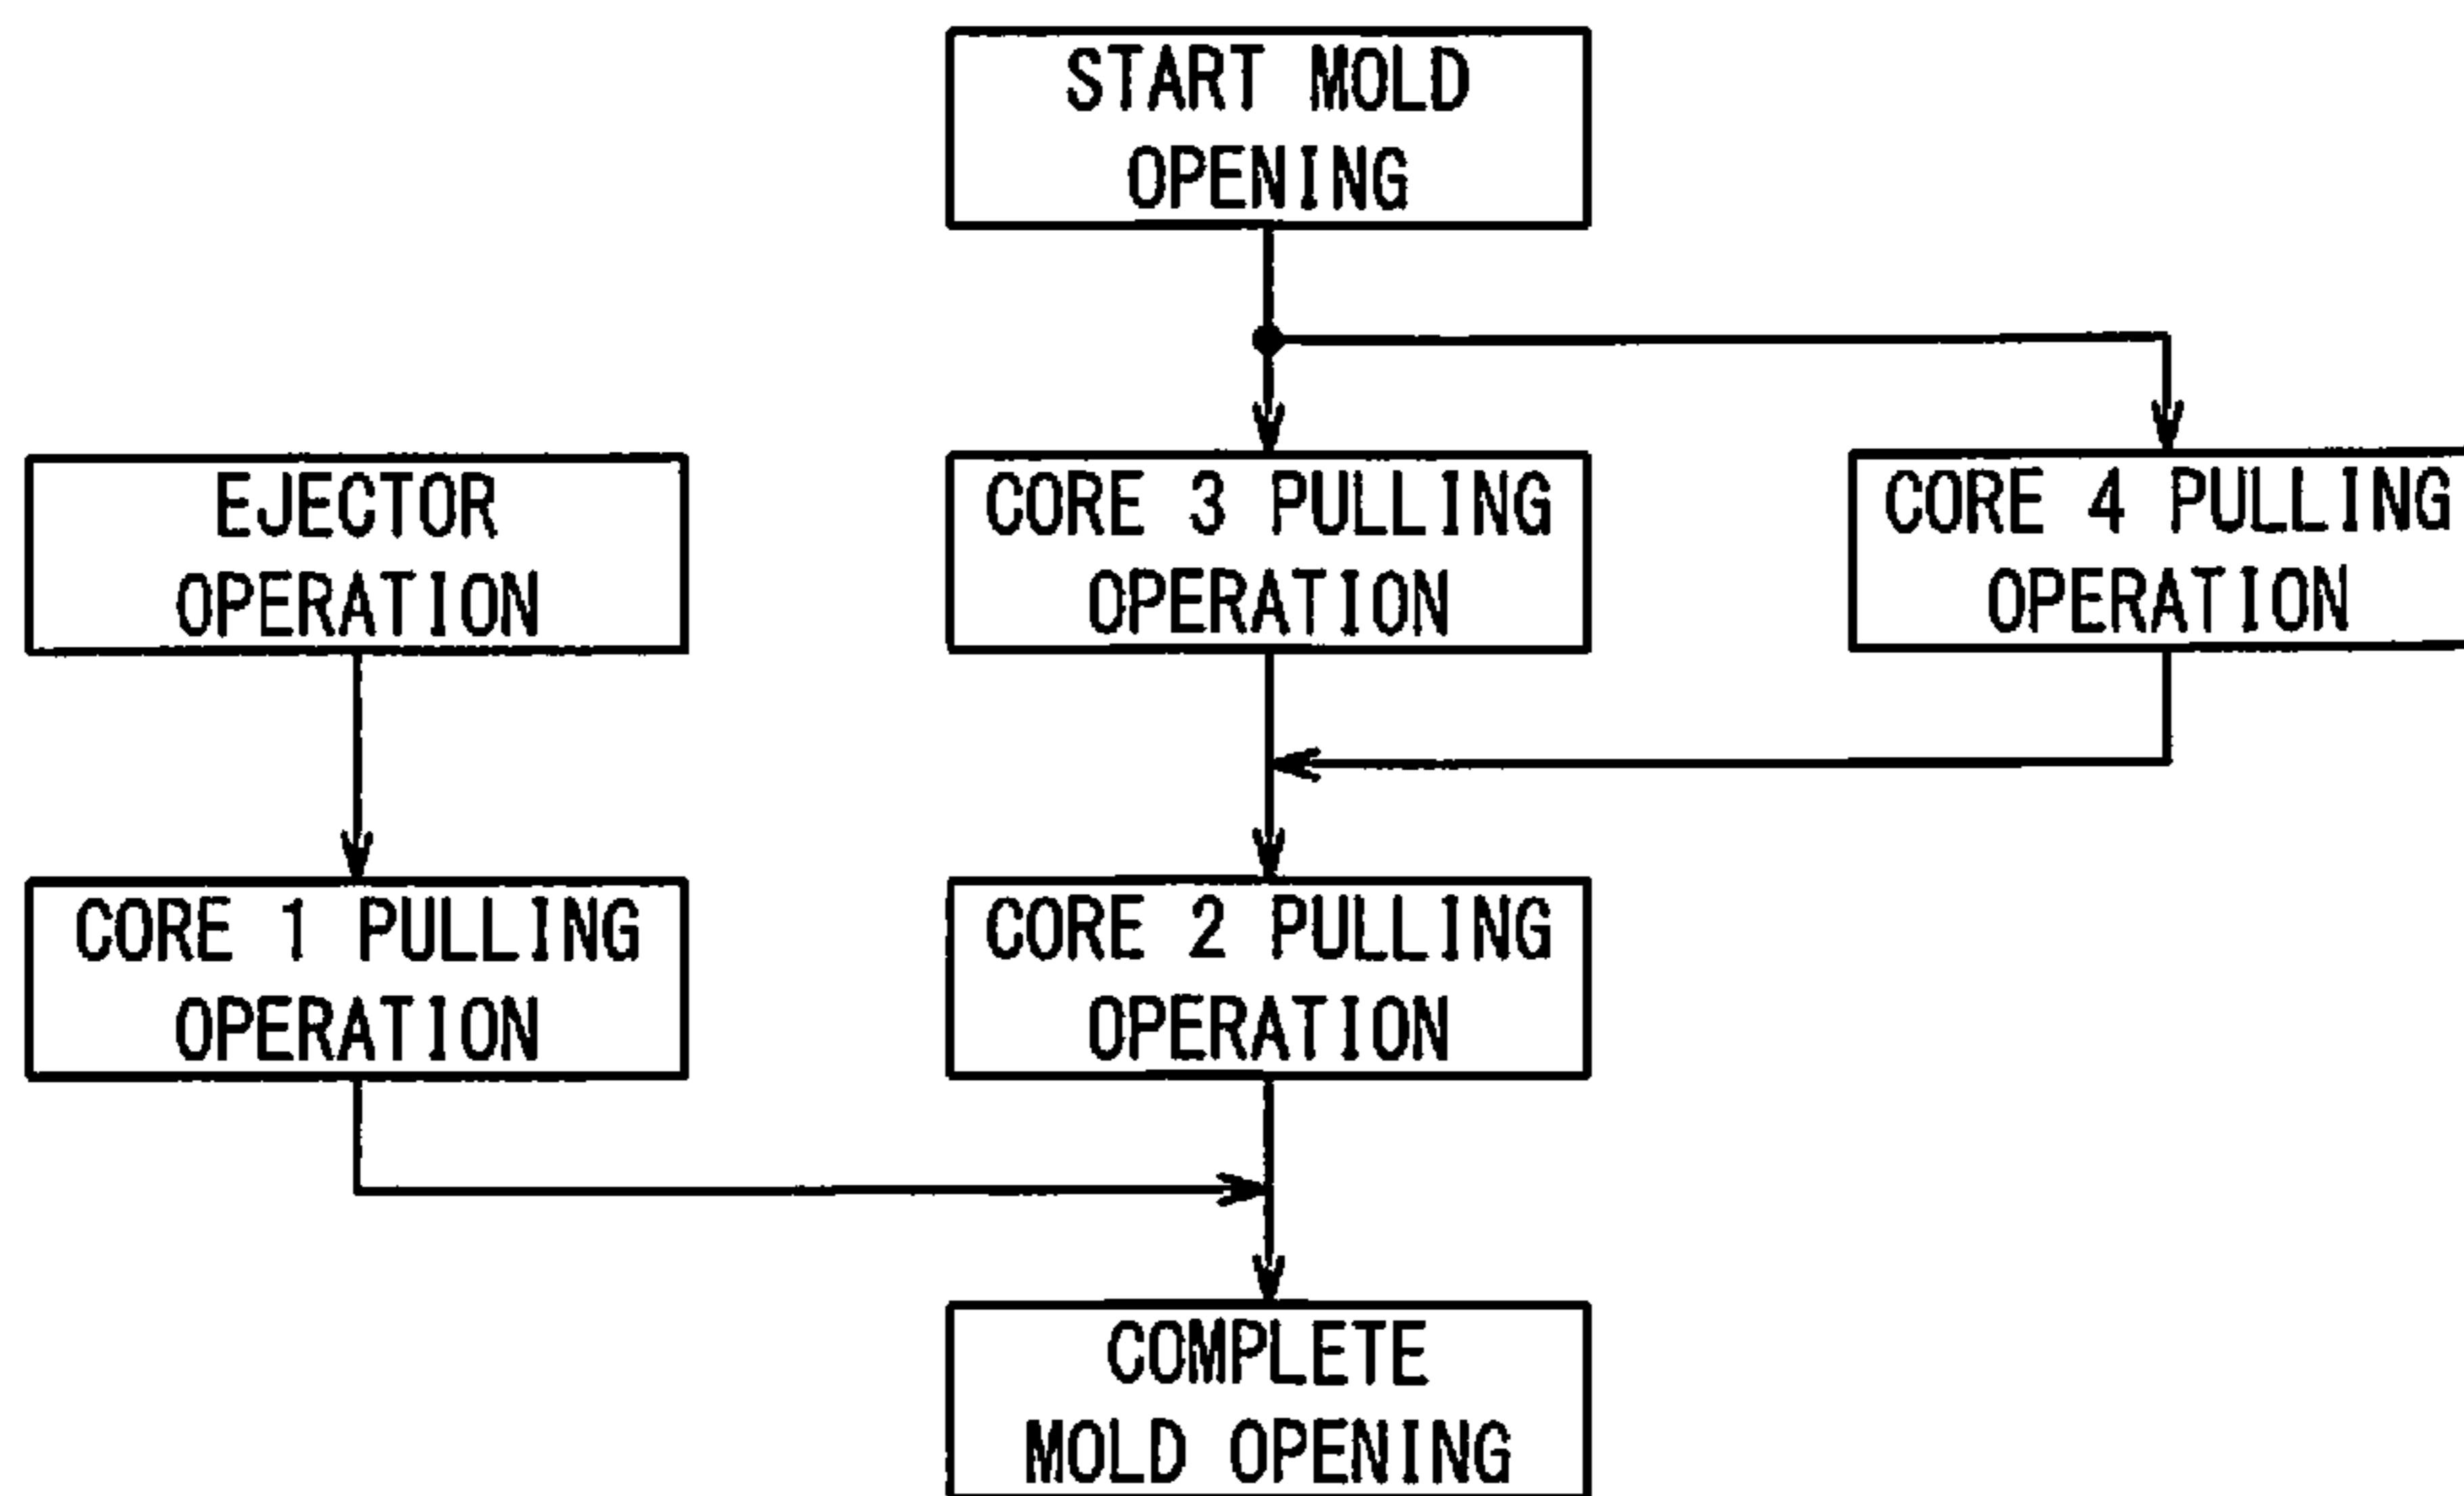 START MOLD
OPENING
EJECTOR
OPERATION
CORE 3 PULLING
OPERATION
CORE 4 PULLING
OPERATION
CORE 1 PULLING
OPERATION
CORE 2 PULLING
OPERATION
COMPLETE
MOLD OPENING